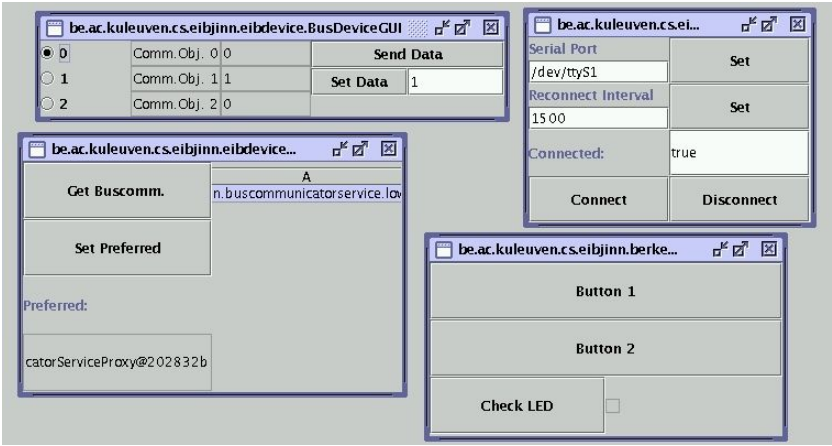 be.ac.kuleuven.cs.eibjinn.eibdevice.BusDeviceGUI
0 Comm.Obj. 0 0 Send Data
1 Comm.Obj. 1 1 Set Data 1
2 Comm.Obj. 2 0
be.ac.kuleuven.cs.ei...
Serial Port
/dev/ttyS1 Set
Reconnect Interval
1500 Set
Connected: true
Connect Disconnect
be.ac.kuleuven.cs.eibjinn.eibdevice...
A
Get Buscomm. n.buscommunicatorservice.lov
Set Preferred
Preferred:
catorServiceProxy@202832b
be.ac.kuleuven.cs.eibjinn.berke...
Button 1
Button 2
Check LED